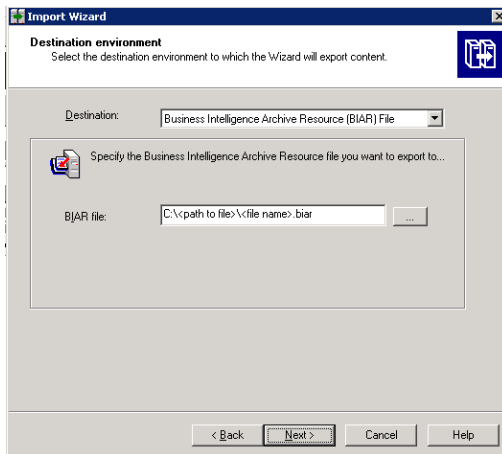 Import Wizard
Destination environment
Select the destination environment to which the Wizard will export content.
Destination:
Business Intelligence Archive Resource (BIAR) File
Specify the Business Intelligence Archive Resource file you want to export to...
BIAR file:
C:\<path to file>\<file name>.biar
...
< Back
Next >
Cancel
Help